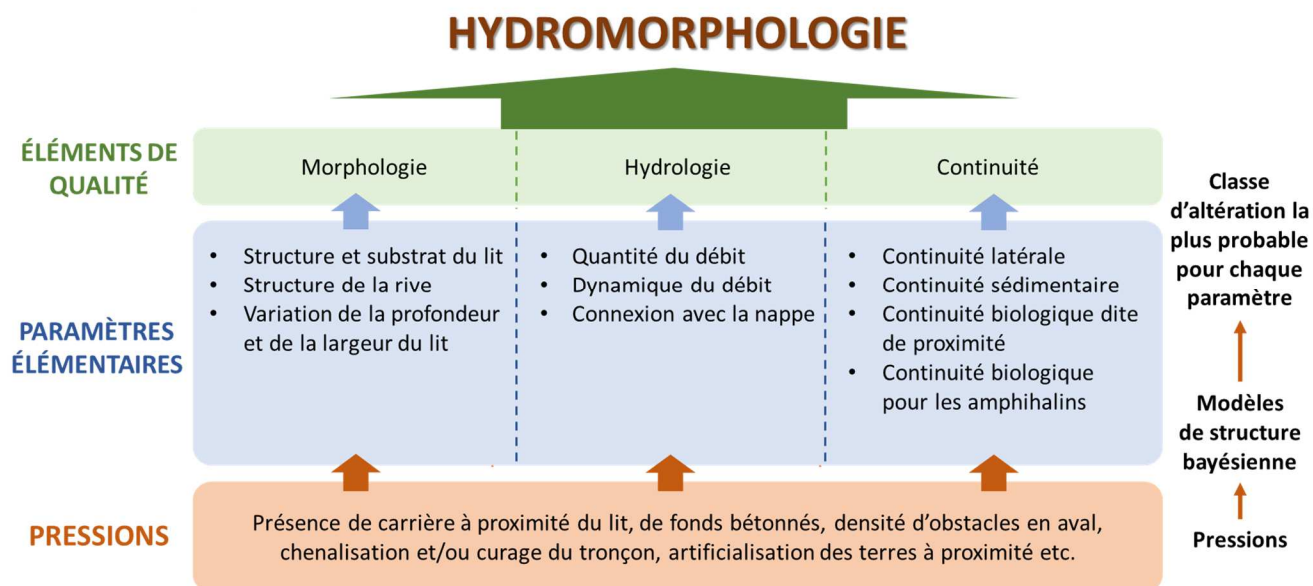 HYDROMORPHOLOGIE
ÉLÉMENTS DE
QUALITÉ
Morphologie
Hydrologie
Continuité
PARAMÈTRES
ÉLÉMENTAIRES
• Structure et substrat du lit
• Structure de la rive
• Variation de la profondeur
et de la largeur du lit
• Quantité du débit
• Dynamique du débit
• Connexion avec la nappe
• Continuité latérale
• Continuité sédimentaire
• Continuité biologique dite
de proximité
• Continuité biologique
pour les amphihalins
PRESSIONS
Présence de carrière à proximité du lit, de fonds bétonnés, densité d’obstacles en aval,
chenalisation et/ou curage du tronçon, artificialisation des terres à proximité etc.
Classe
d’altération la
plus probable
pour chaque
paramètre
Modèles
de structure
bayésienne
Pressions